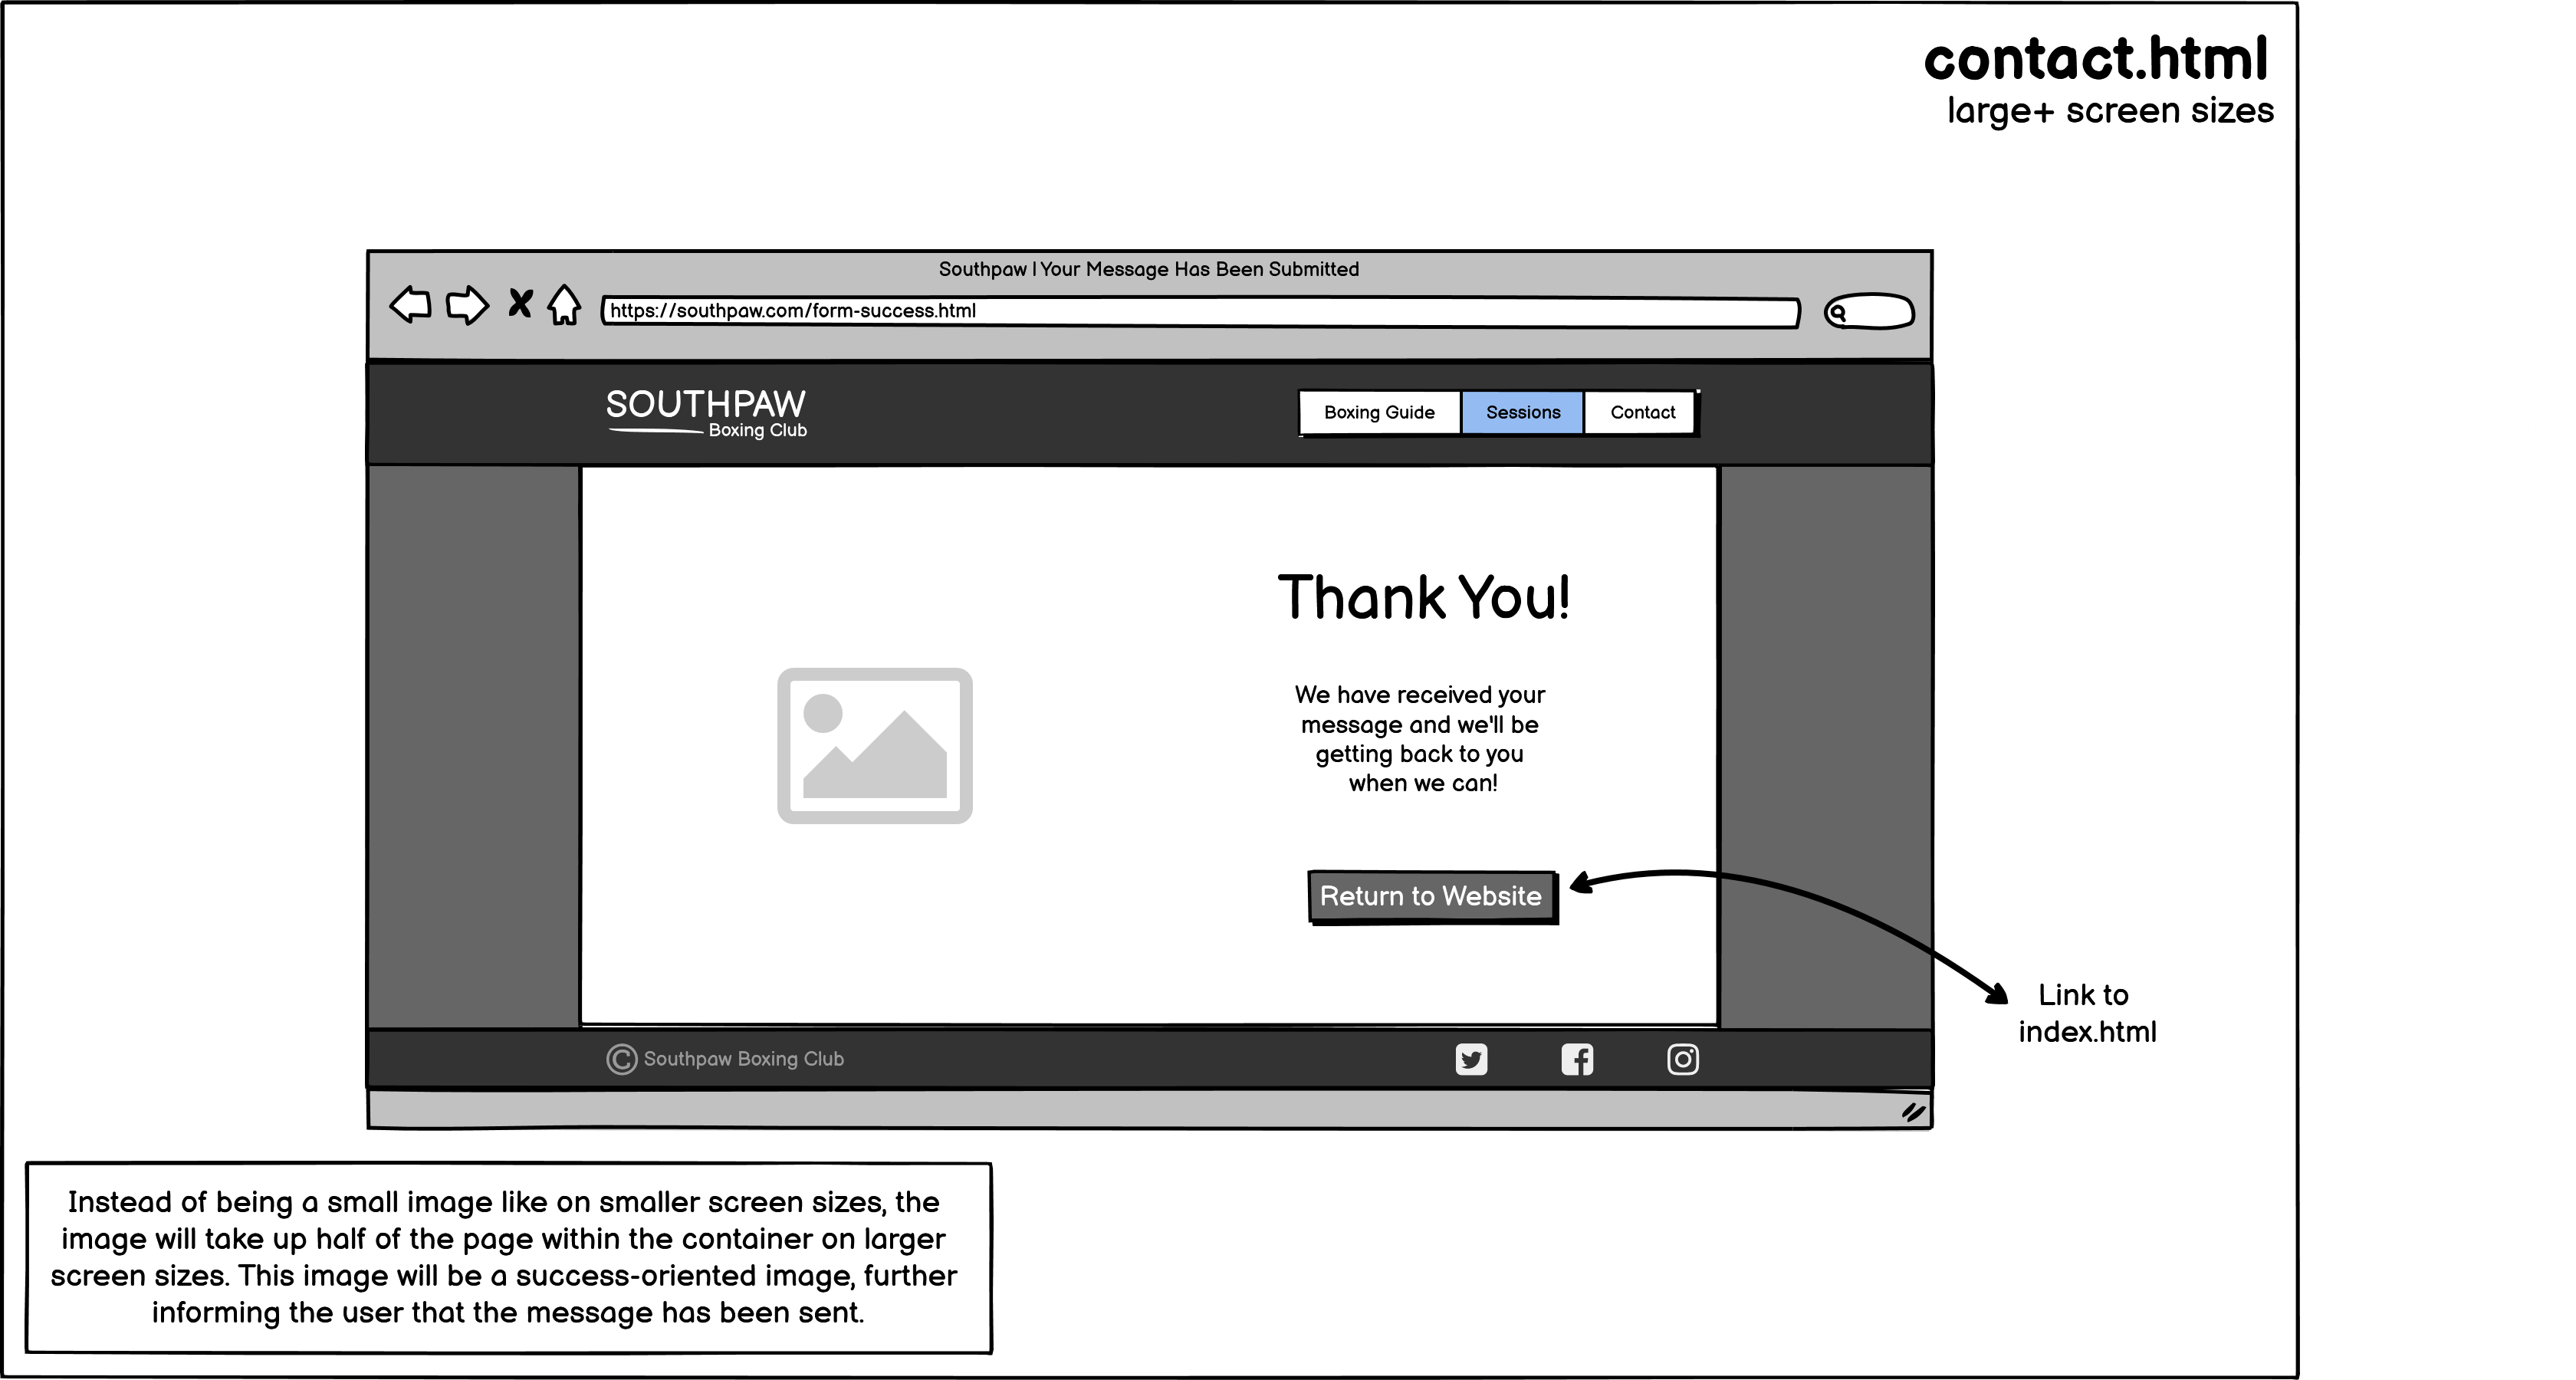 contact.html
large+ screen sizes
Southpaw | Your Message Has Been Submitted
https://southpaw.com/form-success.html
SOUTHPAW
Boxing Club
Boxing Guide
Sessions
Contact
Thank You!
We have received your
message and we'll be
getting back to you
when we can!
Return to Website
Link to
index.html
© Southpaw Boxing Club
Instead of being a small image like on smaller screen sizes, the
image will take up half of the page within the container on larger
screen sizes. This image will be a success-oriented image, further
informing the user that the message has been sent.